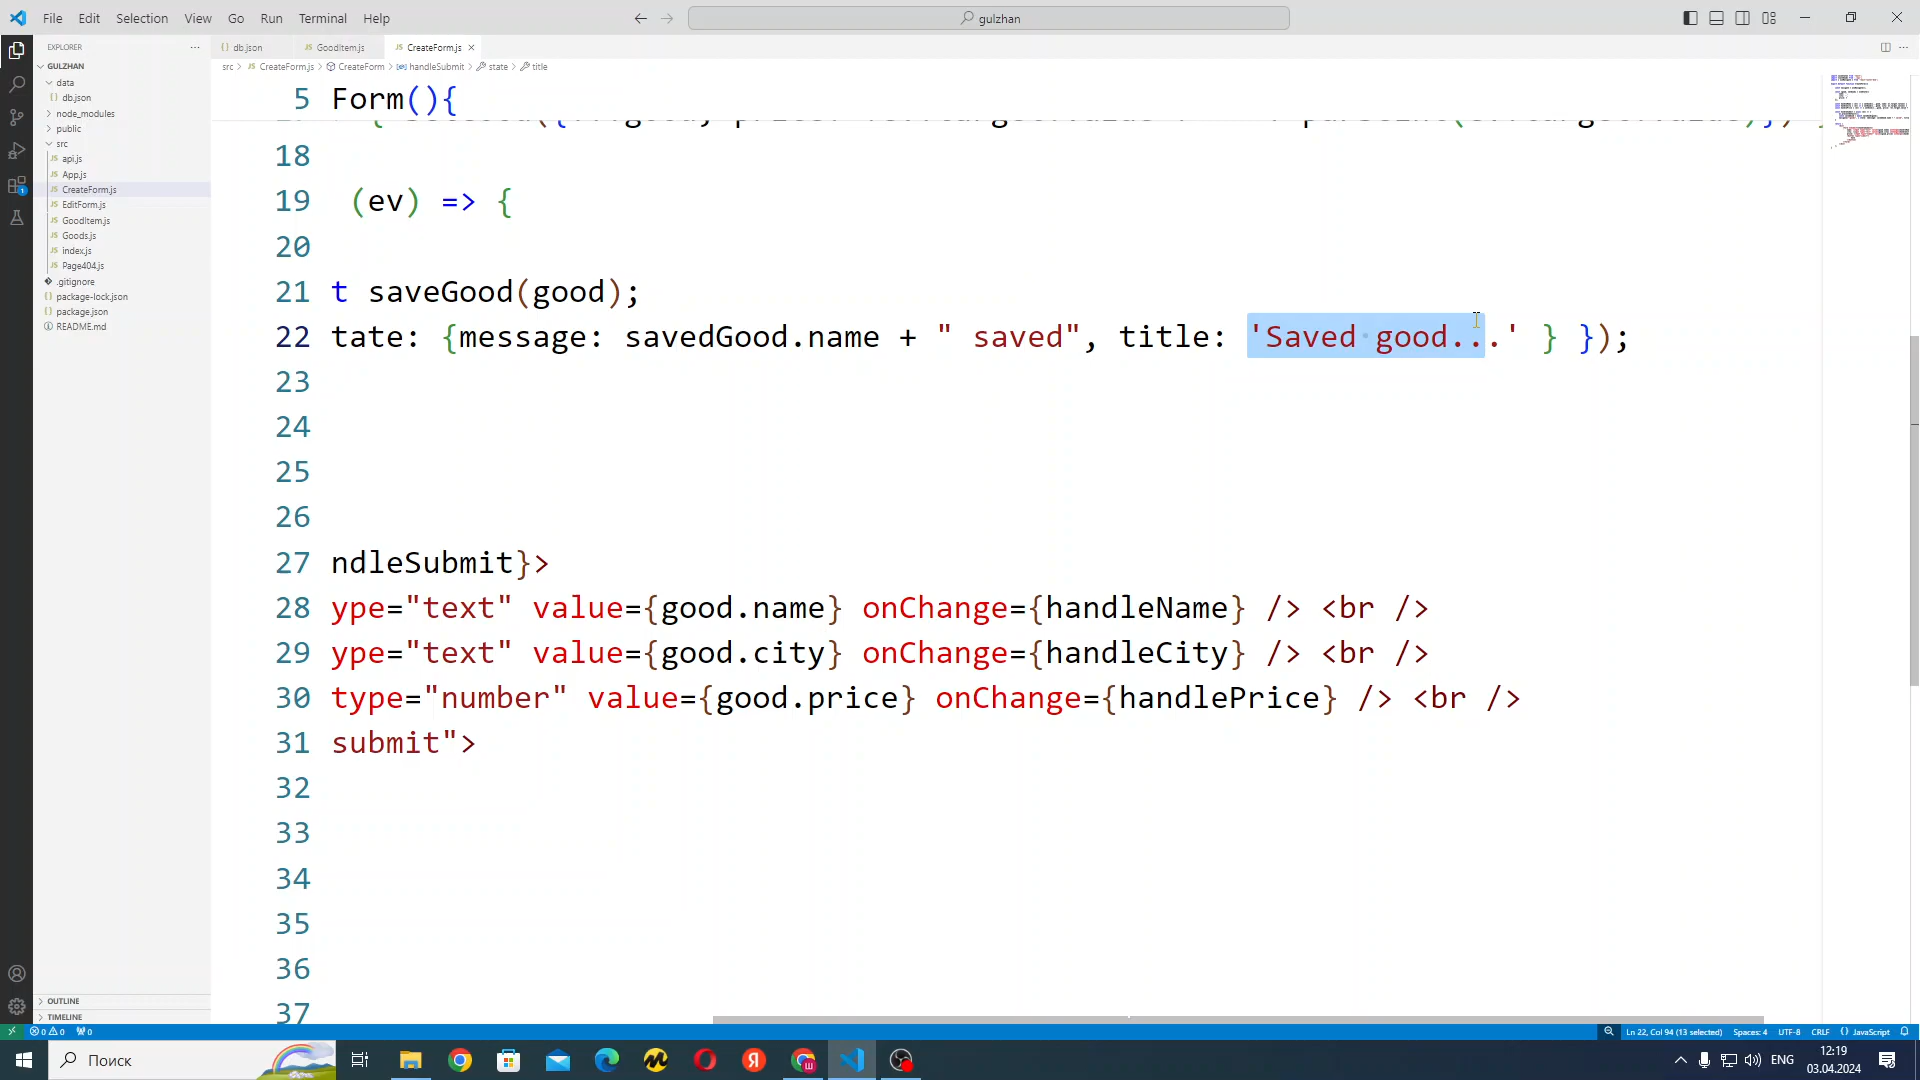 File Edit Selection View Go Run Terminal Help
gulzhan
EXPLORER
db.json
GoodItem.js
CreateForm.js
src > CreateForm.js > CreateForm > handleSubmit > state > title
GULZHAN
data
db.json
node_modules
public
src
api.js
App.js
CreateForm.js
EditForm.js
GoodItem.js
Goods.js
index.js
Page404.js
.gitignore
package-lock.json
package.json
README.md
OUTLINE
TIMELINE
5 Form(){
18
19 (ev) => {
20
21 t saveGood(good);
22 tate: {message: savedGood.name + " saved", title: 'Saved good...' } });
23
24
25
26
27 ndleSubmit}>
28 ype="text" value={good.name} onChange={handleName} /> <br />
29 ype="text" value={good.city} onChange={handleCity} /> <br />
30 type="number" value={good.price} onChange={handlePrice} /> <br />
31 submit">
32
33
34
35
36
37
0 0 0
Ln 22, Col 94 (13 selected) Spaces: 4 UTF-8 CRLF JavaScript
Поиск
ENG
12:19
03.04.2024